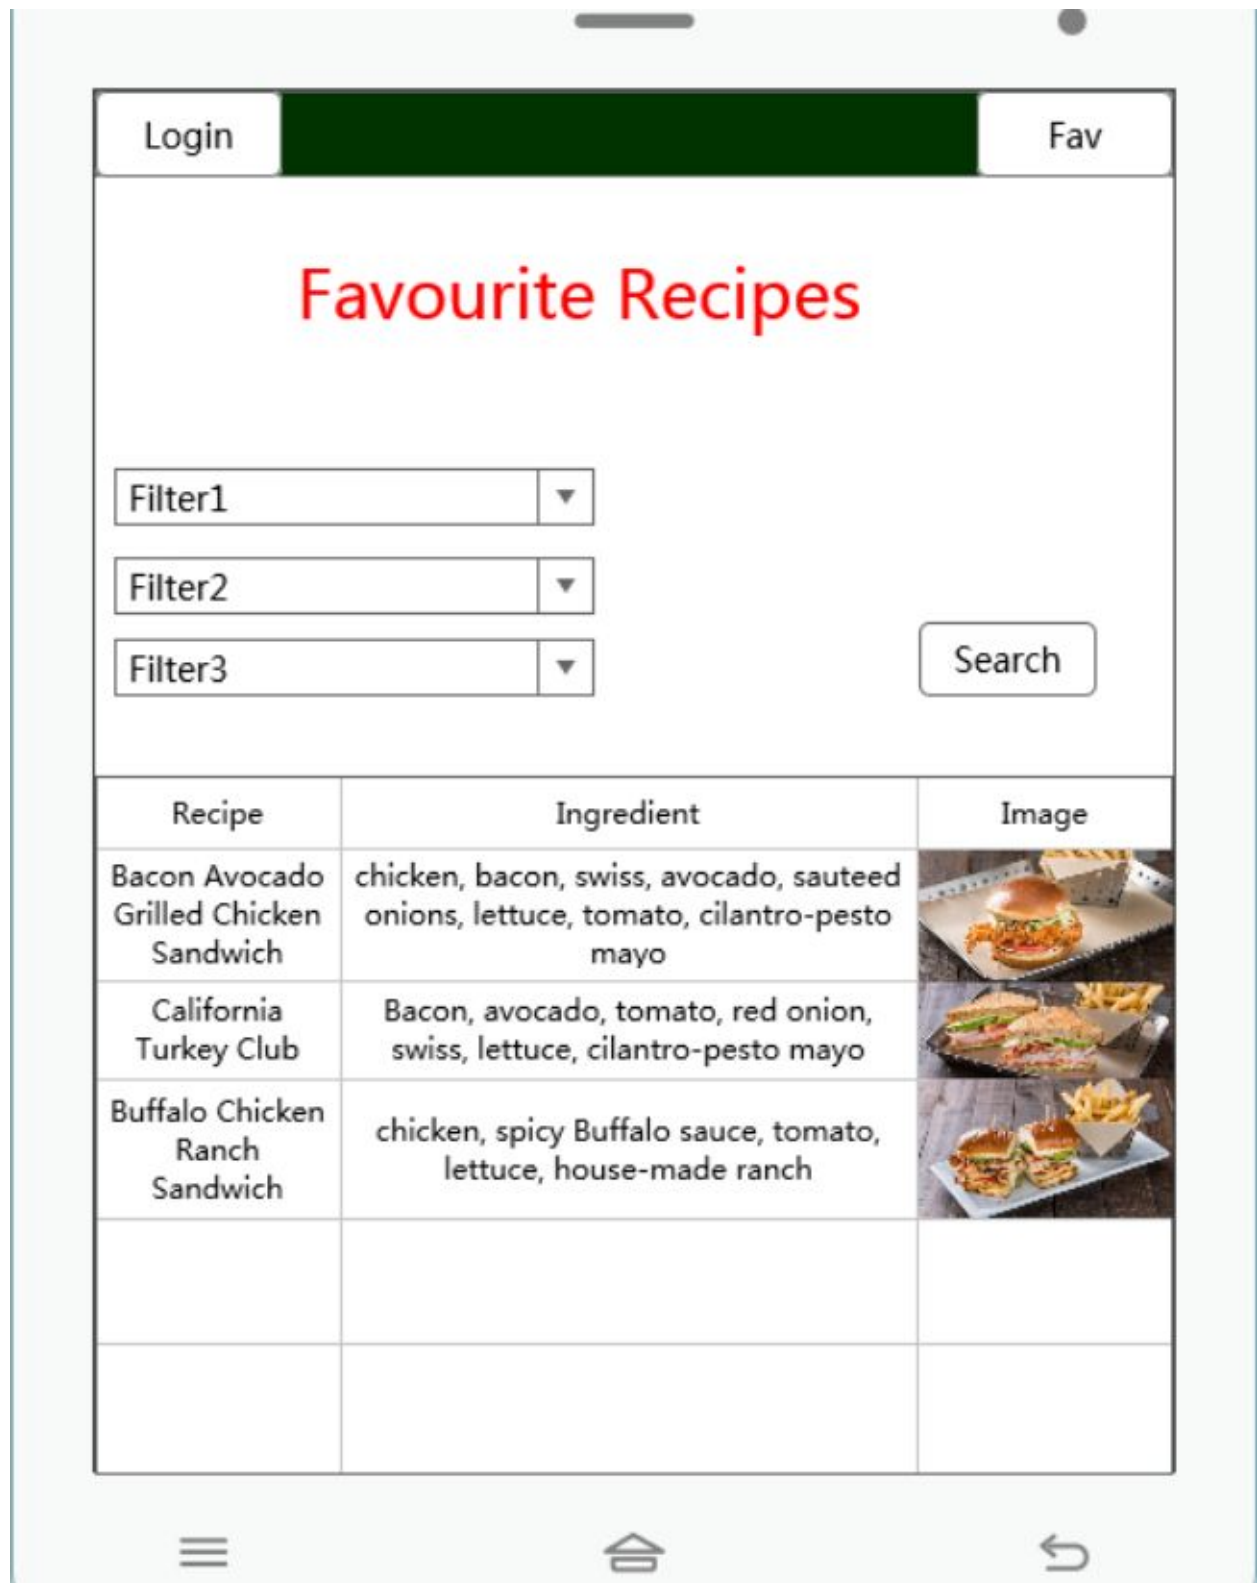 Login
Fav
Favourite Recipes
Filter1
Filter2
Filter3
Search
Recipe
Ingredient
Image
Bacon Avocado
Grilled Chicken
Sandwich
chicken, bacon, swiss, avocado, sauteed
onions, lettuce, tomato, cilantro-pesto
mayo
California
Turkey Club
Bacon, avocado, tomato, red onion,
swiss, lettuce, cilantro-pesto mayo
Buffalo Chicken
Ranch
Sandwich
chicken, spicy Buffalo sauce, tomato,
lettuce, house-made ranch